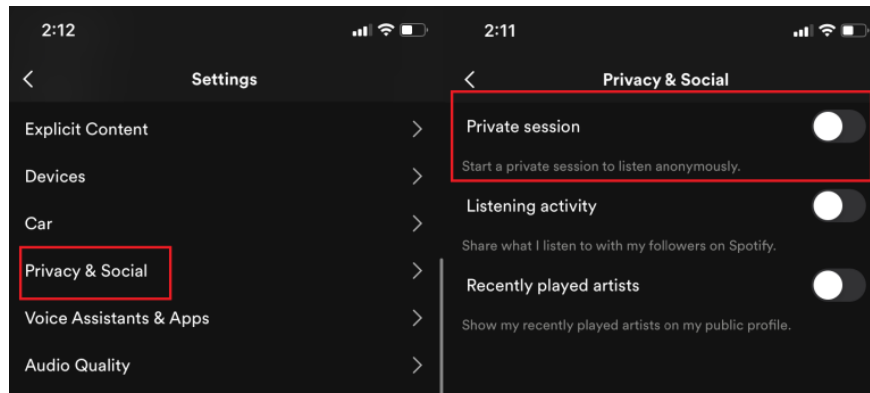 2:12
Settings
Explicit Content
Devices
Car
Privacy & Social
Voice Assistants & Apps
Audio Quality
2:11
Privacy & Social
Private session
Start a private session to listen anonymously.
Listening activity
Share what I listen to with my followers on Spotify.
Recently played artists
Show my recently played artists on my public profile.